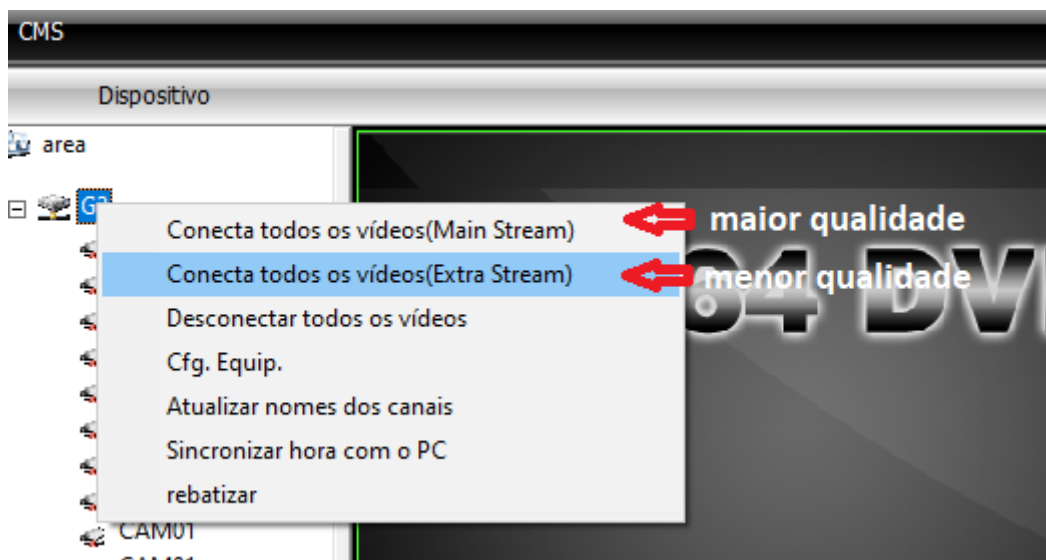 CMS
Dispositivo
area
Conecta todos os vídeos(Main Stream)
maior qualidade
Conecta todos os vídeos(Extra Stream)
menor qualidade
Desconectar todos os vídeos
Cfg. Equip.
Atualizar nomes dos canais
Sincronizar hora com o PC
rebatizar
CAM01